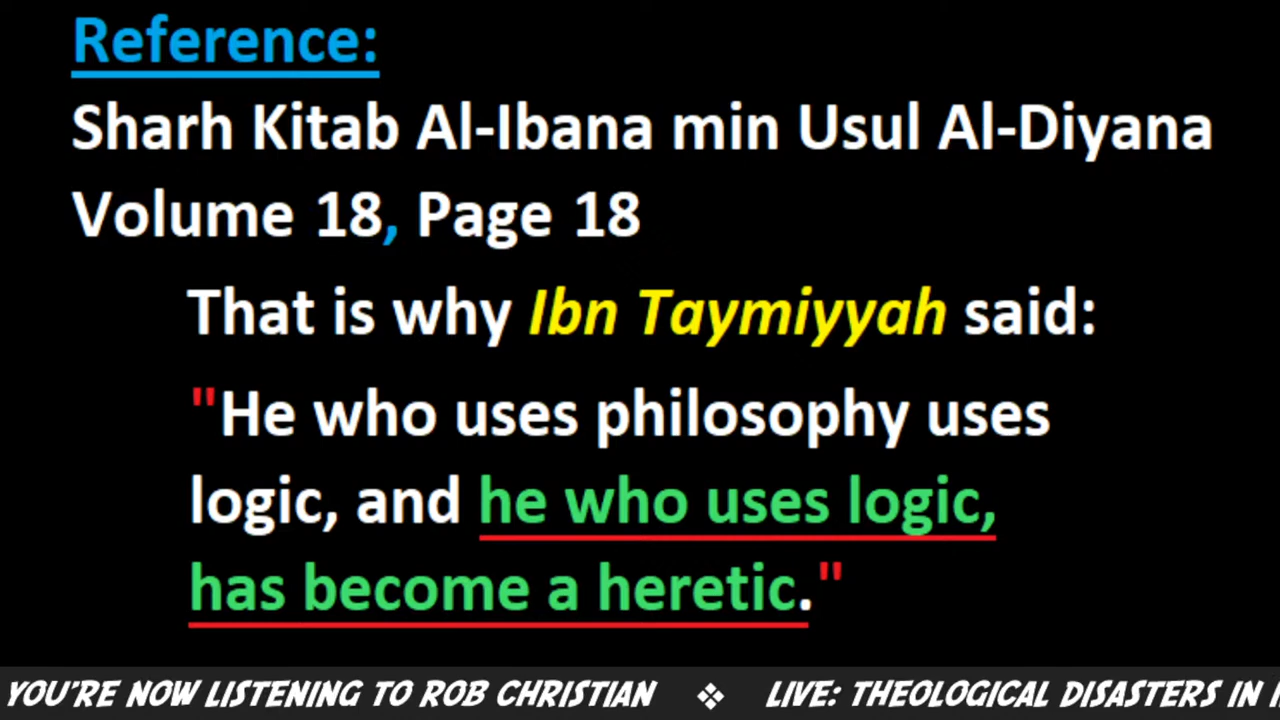 Reference:
Sharh Kitab Al-Ibana min Usul Al-Diyana
Volume 18, Page 18
That is why Ibn Taymiyyah said:
"He who uses philosophy uses
logic, and he who uses logic,
has become a heretic."
YOU'RE NOW LISTENING TO ROB CHRISTIAN ❖ LIVE: THEOLOGICAL DISASTERS IN